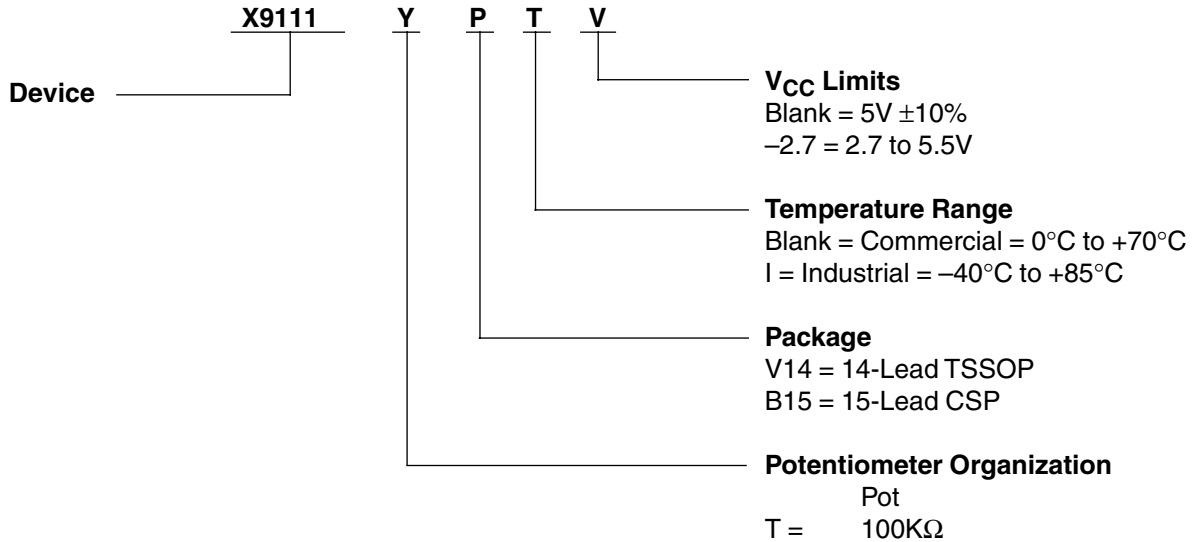 X9111 Y P T V
Device
VCC Limits
Blank = 5V ±10%
–2.7 = 2.7 to 5.5V
Temperature Range
Blank = Commercial = 0°C to +70°C
I = Industrial = –40°C to +85°C
Package
V14 = 14-Lead TSSOP
B15 = 15-Lead CSP
Potentiometer Organization
Pot
T = 100KΩ